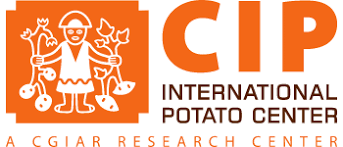 CIP
INTERNATIONAL
POTATO CENTER
A CGIAR RESEARCH CENTER